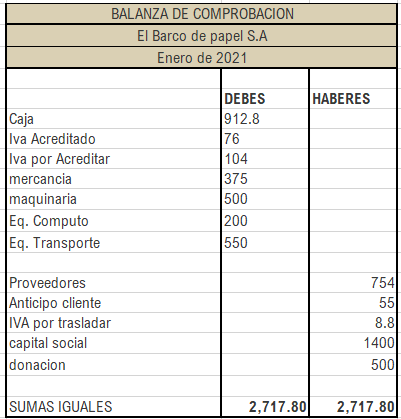 BALANZA DE COMPROBACION
El Barco de papel S.A
Enero de 2021
DEBES HABERES
Caja 912.8
Iva Acreditado 76
Iva por Acreditar 104
mercancia 375
maquinaria 500
Eq. Computo 200
Eq. Transporte 550
Proveedores 754
Anticipo cliente 55
IVA por trasladar 8.8
capital social 1400
donacion 500
SUMAS IGUALES 2,717.80 2,717.80